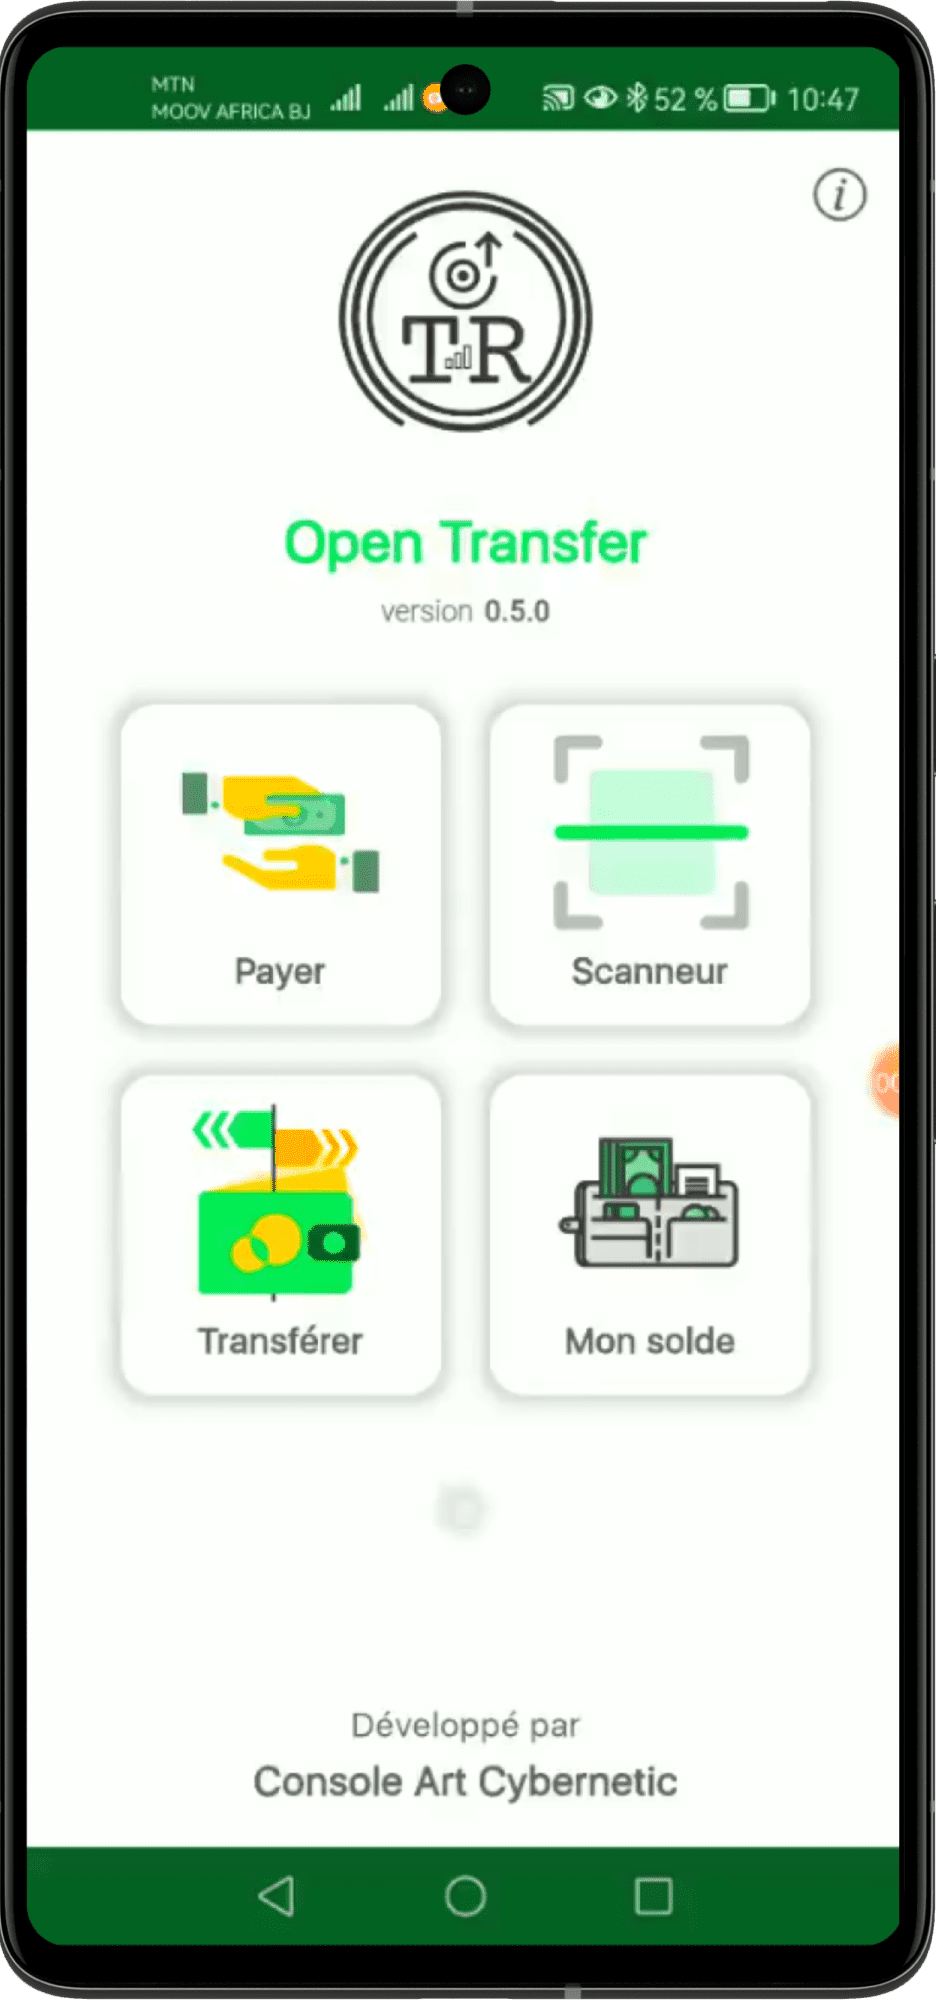 MTN
MOOV AFRICA BJ
52 % 10:47
i
TR
Open Transfer
version 0.5.0
Payer
Scanneur
Transférer
Mon solde
Développé par
Console Art Cybernetic